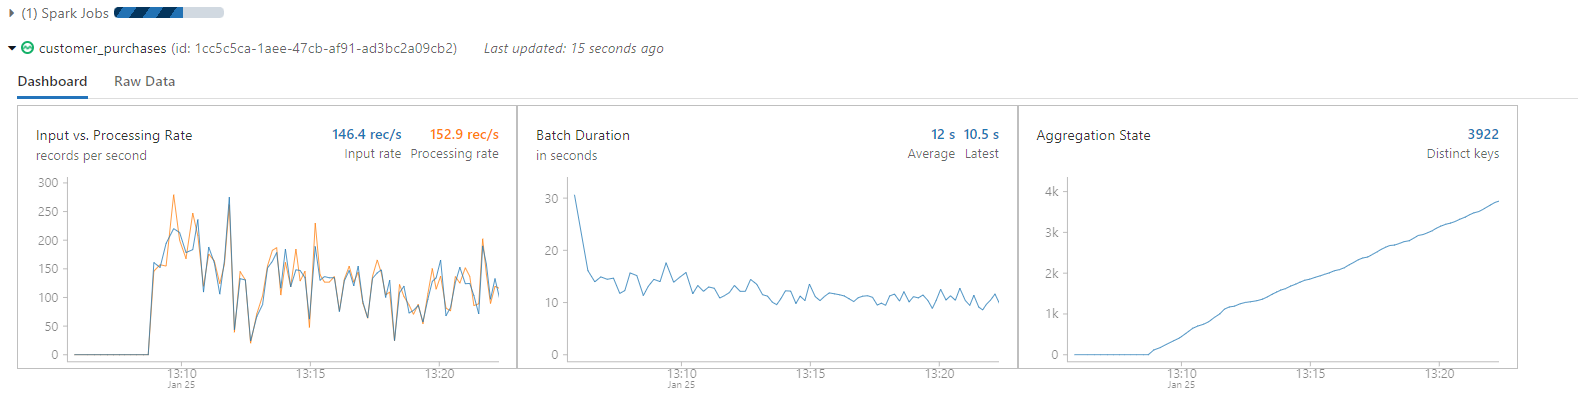 (1) Spark Jobs
customer_purchases (id: 1cc5c5ca-1aee-47cb-af91-ad3bc2a09cb2) Last updated: 15 seconds ago
Dashboard Raw Data
Input vs. Processing Rate 146.4 rec/s 152.9 rec/s
records per second Input rate Processing rate
300
250
200
150
100
50
0
13:10 13:15 13:20
Jan 25
Batch Duration 12 s 10.5 s
in seconds Average Latest
30
20
10
0
13:10 13:15 13:20
Jan 25
Aggregation State 3922
Distinct keys
4k
3k
2k
1k
0
13:10 13:15 13:20
Jan 25